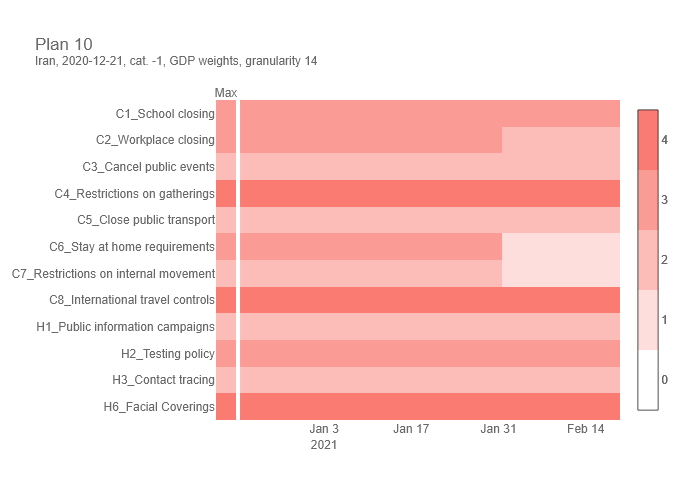 Plan 10
Iran, 2020-12-21, cat. -1, GDP weights, granularity 14
Max
C1_School closing
C2_Workplace closing
C3_Cancel public events
C4_Restrictions on gatherings
C5_Close public transport
C6_Stay at home requirements
C7_Restrictions on internal movement
C8_International travel controls
H1_Public information campaigns
H2_Testing policy
H3_Contact tracing
H6_Facial Coverings
Jan 3
2021
Jan 17
Jan 31
Feb 14
4
3
2
1
0